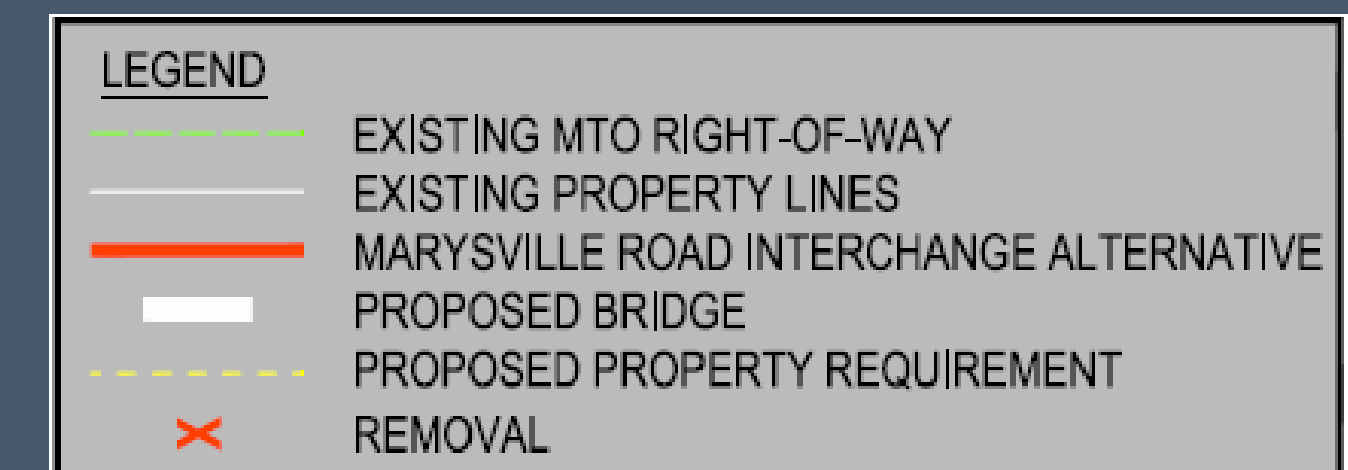 LEGEND
EXISTING MTO RIGHT-OF-WAY
EXISTING PROPERTY LINES
MARYSVILLE ROAD INTERCHANGE ALTERNATIVE
PROPOSED BRIDGE
PROPOSED PROPERTY REQUIREMENT
REMOVAL